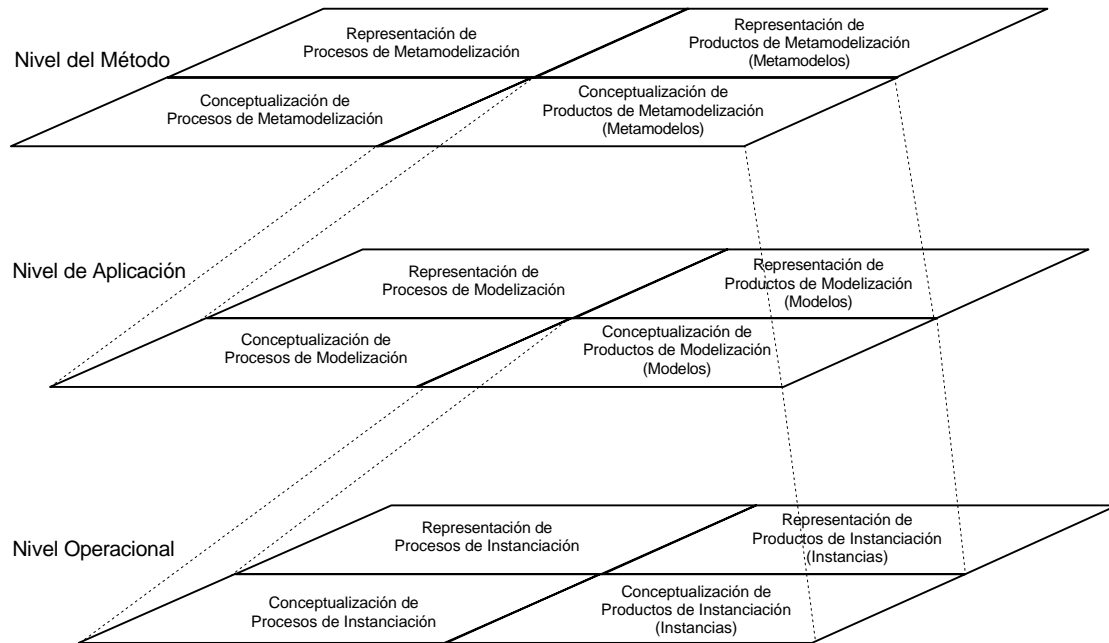 Nivel del Método
Representación de
Procesos de Metamodelización
Representación de
Productos de Metamodelización
(Metamodelos)
Conceptualización de
Procesos de Metamodelización
Conceptualización de
Productos de Metamodelización
(Metamodelos)
Nivel de Aplicación
Representación de
Procesos de Modelización
Representación de
Productos de Modelización
(Modelos)
Conceptualización de
Procesos de Modelización
Conceptualización de
Productos de Modelización
(Modelos)
Nivel Operacional
Representación de
Procesos de Instanciación
Representación de
Productos de Instanciación
(Instancias)
Conceptualización de
Procesos de Instanciación
Conceptualización de
Productos de Instanciación
(Instancias)